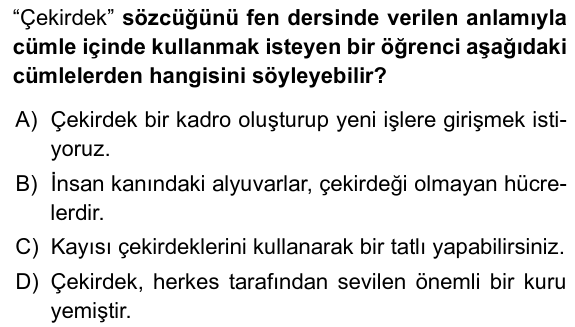 “Çekirdek” sözcüğünü fen dersinde verilen anlamıyla
cümle içinde kullanmak isteyen bir öğrenci aşağıdaki
cümlelerden hangisini söyleyebilir?
A) Çekirdek bir kadro oluşturup yeni işlere girişmek isti-
yoruz.
B) İnsan kanındaki alyuvarlar, çekirdeği olmayan hücre-
lerdir.
C) Kayısı çekirdeklerini kullanarak bir tatlı yapabilirsiniz.
D) Çekirdek, herkes tarafından sevilen önemli bir kuru
yemiştir.